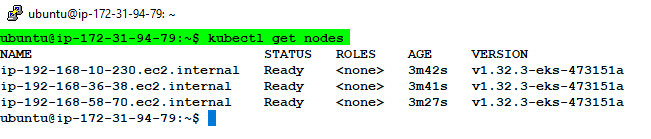 ubuntu@ip-172-31-94-79: ~
ubuntu@ip-172-31-94-79:~$ kubectl get nodes
NAME STATUS ROLES AGE VERSION
ip-192-168-10-230.ec2.internal Ready <none> 3m42s v1.32.3-eks-473151a
ip-192-168-36-38.ec2.internal Ready <none> 3m41s v1.32.3-eks-473151a
ip-192-168-58-70.ec2.internal Ready <none> 3m27s v1.32.3-eks-473151a
ubuntu@ip-172-31-94-79:~$